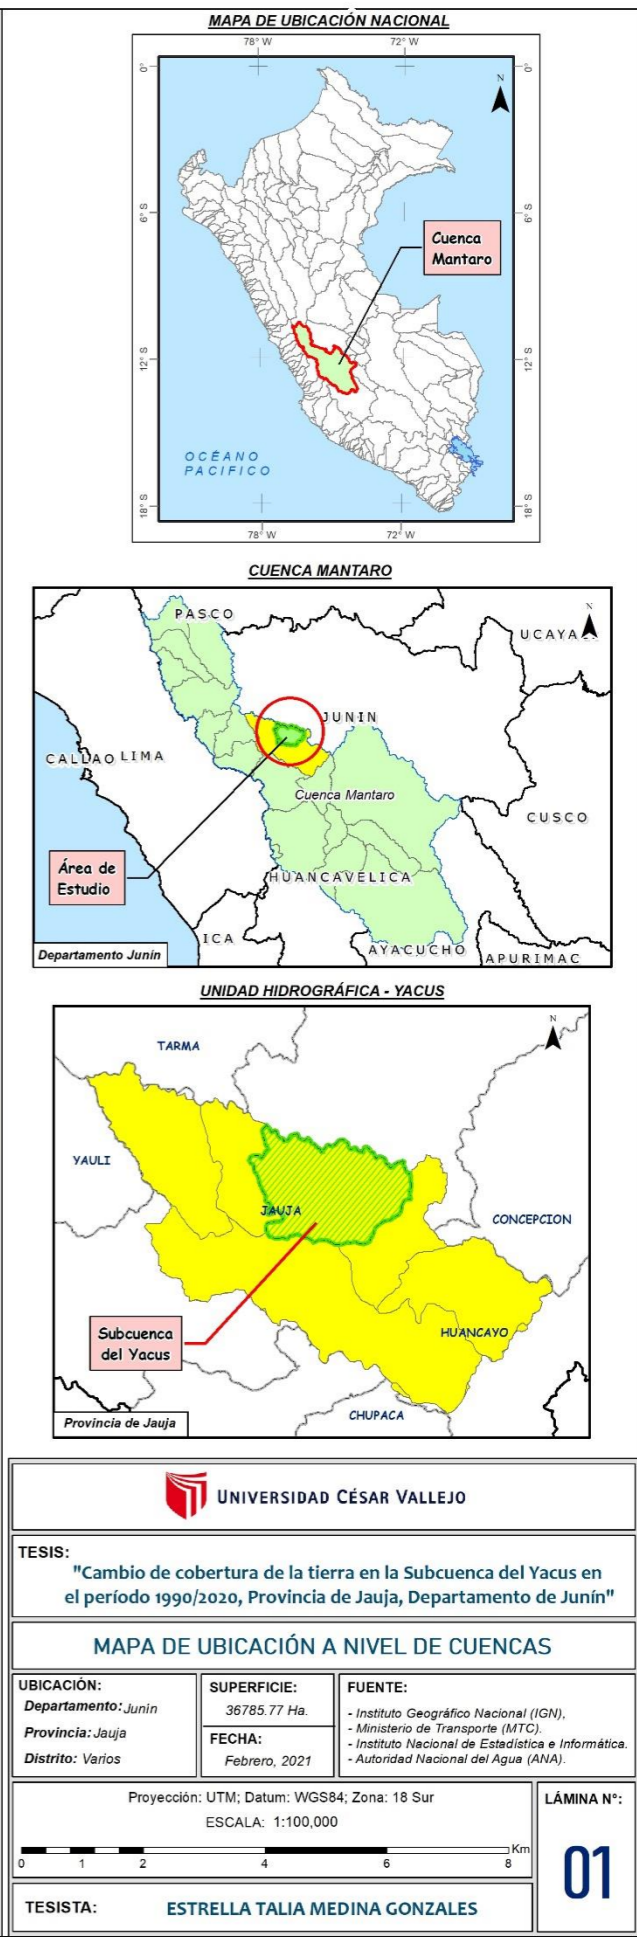 MAPA DE UBICACIÓN NACIONAL
78° W 72° W
0° 0°
N
6° S 6° S
Cuenca
Mantaro
12° S 12° S
OCÉANO
PACIFICO
18° S 18° S
78° W 72° W
CUENCA MANTARO
PASCO
N
UCAYA
JUNIN
CALLAO LIMA
Cuenca Mantaro
CUSCO
Área de
Estudio
HUANCAVELICA
ICA
AYACUCHO
APURIMAC
Departamento Junín
UNIDAD HIDROGRÁFICA - YACUS
N
TARMA
YAULI
JAUJA
CONCEPCION
Subcuenca
del Yacus
HUANCAYO
CHUPACA
Provincia de Jauja
UNIVERSIDAD CÉSAR VALLEJO
TESIS:
"Cambio de cobertura de la tierra en la Subcuenca del Yacus en
el período 1990/2020, Provincia de Jauja, Departamento de Junín"
MAPA DE UBICACIÓN A NIVEL DE CUENCAS
UBICACIÓN:
Departamento: Junin
Provincia: Jauja
Distrito: Varios
SUPERFICIE:
36785.77 Ha.
FECHA:
Febrero, 2021
FUENTE:
- Instituto Geográfico Nacional (IGN),
- Ministerio de Transporte (MTC).
- Instituto Nacional de Estadística e Informática.
- Autoridad Nacional del Agua (ANA).
Proyección: UTM; Datum: WGS84; Zona: 18 Sur
ESCALA: 1:100,000
Km
0 1 2 4 6 8
LÁMINA N°:
01
TESISTA: ESTRELLA TALIA MEDINA GONZALES